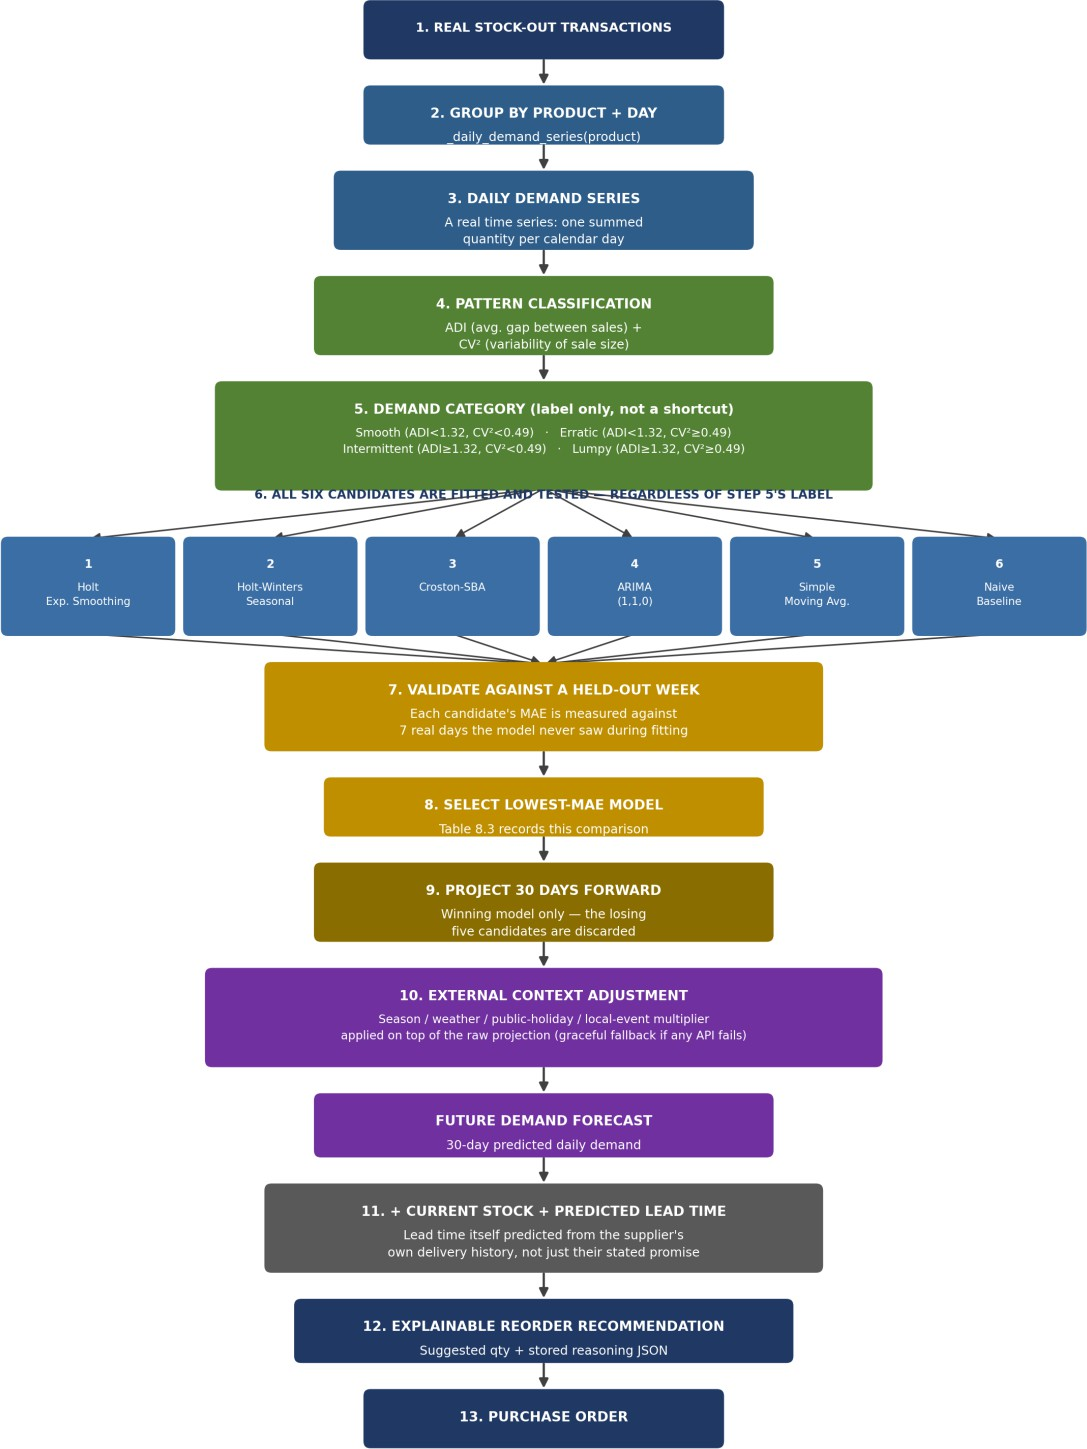 1. REAL STOCK-OUT TRANSACTIONS
2. GROUP BY PRODUCT + DAY
_daily_demand_series(product)
3. DAILY DEMAND SERIES
A real time series: one summed
quantity per calendar day
4. PATTERN CLASSIFICATION
ADI (avg. gap between sales) +
CV² (variability of sale size)
5. DEMAND CATEGORY (label only, not a shortcut)
Smooth (ADI<1.32, CV²<0.49)   ·   Erratic (ADI<1.32, CV²≥0.49)
Intermittent (ADI≥1.32, CV²<0.49)   ·   Lumpy (ADI≥1.32, CV²≥0.49)
6. ALL SIX CANDIDATES ARE FITTED AND TESTED — REGARDLESS OF STEP 5'S LABEL
1
Holt
Exp. Smoothing
2
Holt-Winters
Seasonal
3
Croston-SBA
4
ARIMA
(1,1,0)
5
Simple
Moving Avg.
6
Naive
Baseline
7. VALIDATE AGAINST A HELD-OUT WEEK
Each candidate's MAE is measured against
7 real days the model never saw during fitting
8. SELECT LOWEST-MAE MODEL
Table 8.3 records this comparison
9. PROJECT 30 DAYS FORWARD
Winning model only — the losing
five candidates are discarded
10. EXTERNAL CONTEXT ADJUSTMENT
Season / weather / public-holiday / local-event multiplier
applied on top of the raw projection (graceful fallback if any API fails)
FUTURE DEMAND FORECAST
30-day predicted daily demand
11. + CURRENT STOCK + PREDICTED LEAD TIME
Lead time itself predicted from the supplier's
own delivery history, not just their stated promise
12. EXPLAINABLE REORDER RECOMMENDATION
Suggested qty + stored reasoning JSON
13. PURCHASE ORDER